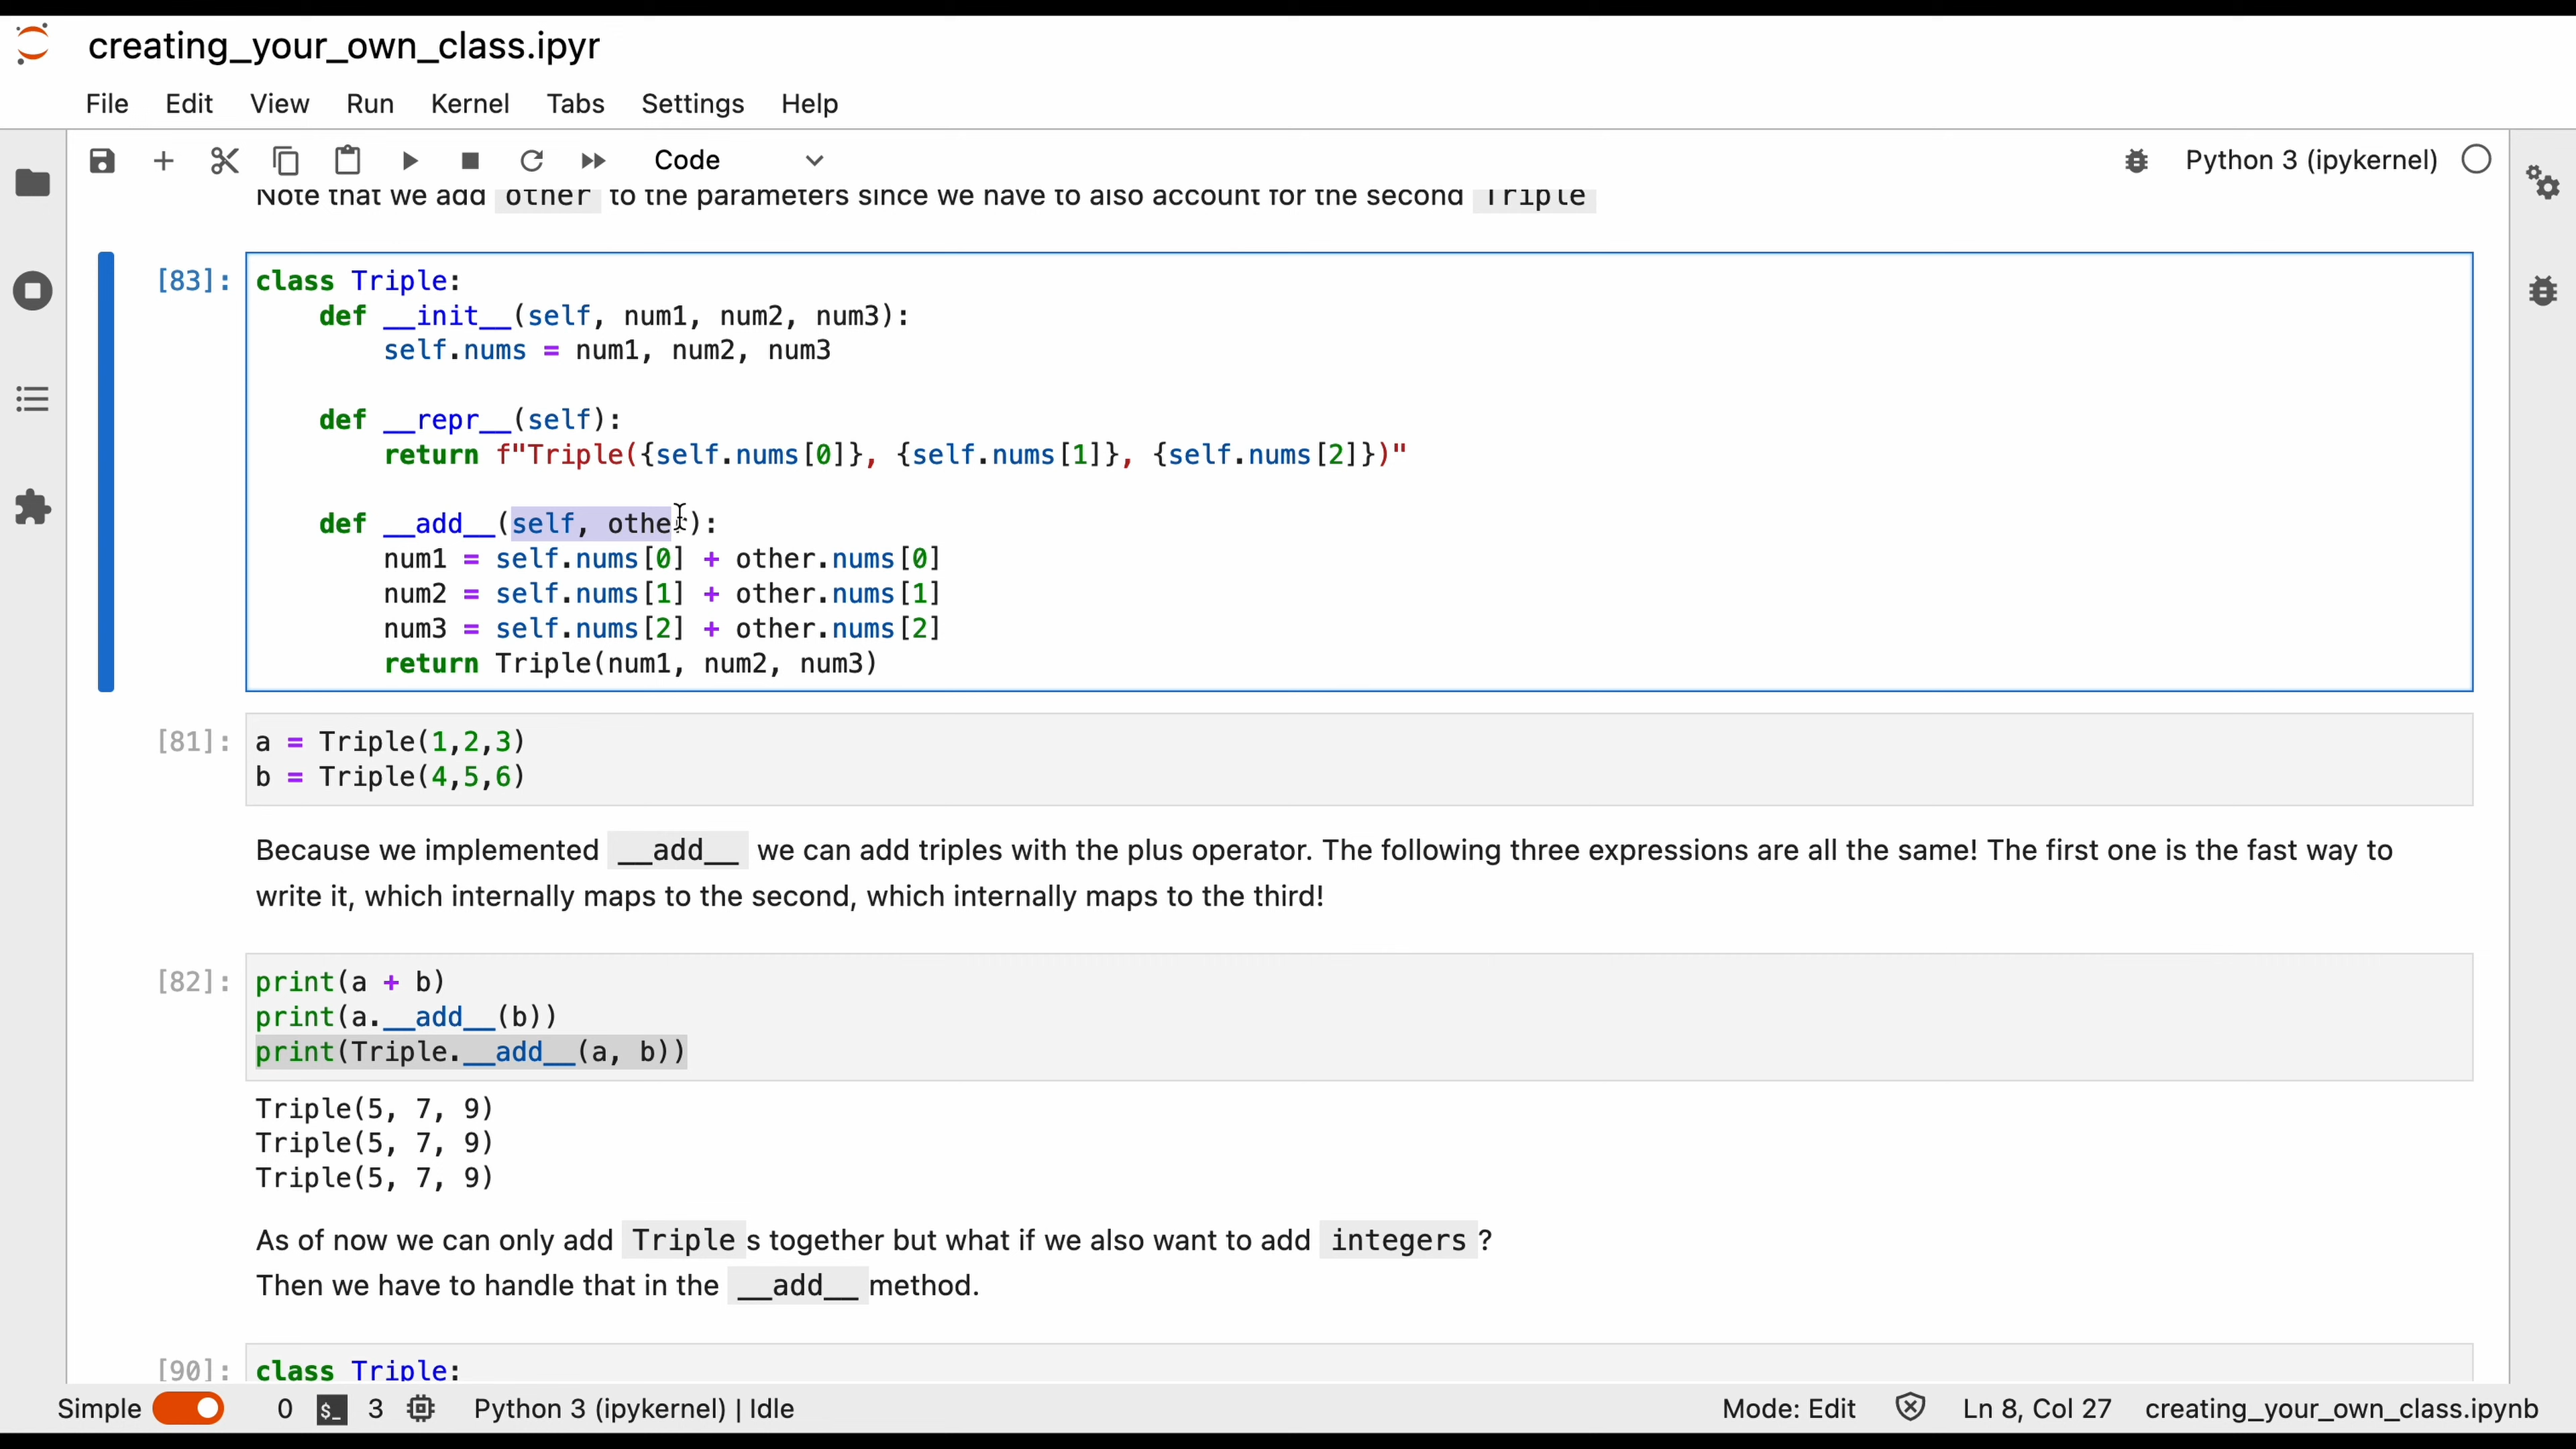 creating_your_own_class.ipyr
File Edit View Run Kernel Tabs Settings Help
Code Python 3 (ipykernel)
Note that we add other to the parameters since we have to also account for the second Triple
[83]: class Triple:
    def __init__(self, num1, num2, num3):
        self.nums = num1, num2, num3
    def __repr__(self):
        return f"Triple({self.nums[0]}, {self.nums[1]}, {self.nums[2]})"
    def __add__(self, other):
        num1 = self.nums[0] + other.nums[0]
        num2 = self.nums[1] + other.nums[1]
        num3 = self.nums[2] + other.nums[2]
        return Triple(num1, num2, num3)
[81]: a = Triple(1,2,3)
b = Triple(4,5,6)
Because we implemented __add__ we can add triples with the plus operator. The following three expressions are all the same! The first one is the fast way to
write it, which internally maps to the second, which internally maps to the third!
[82]: print(a + b)
print(a.__add__(b))
print(Triple.__add__(a, b))
Triple(5, 7, 9)
Triple(5, 7, 9)
Triple(5, 7, 9)
As of now we can only add Triple s together but what if we also want to add integers ?
Then we have to handle that in the __add__ method.
[90]: class Triple:
Simple 0 $_ 3 Python 3 (ipykernel) | Idle Mode: Edit Ln 8, Col 27 creating_your_own_class.ipynb